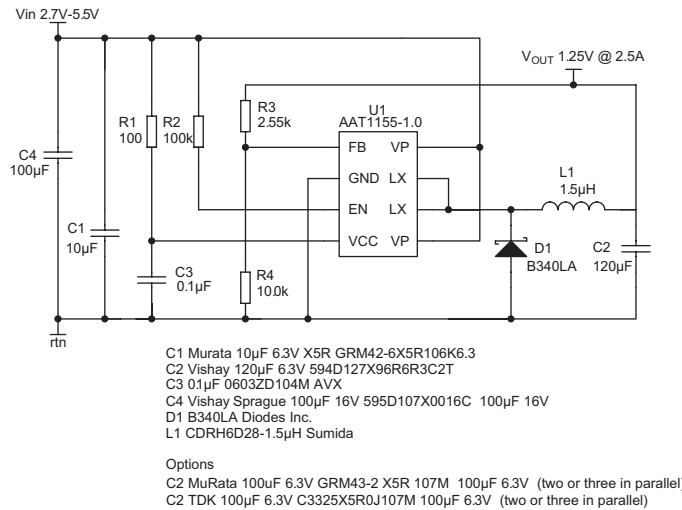 Vin 2.7V-5.5V
V_OUT 1.25V @ 2.5A
U1
AAT1155-1.0
R3
2.55k
R1
100
R2
100k
FB VP
GND LX
EN LX
VCC VP
C4
100µF
L1
1.5µH
C1
10µF
D1
B340LA
C2
120µF
C3
0.1µF
R4
10.0k
rtn
C1 Murata 10µF 6.3V X5R GRM42-6X5R106K6.3
C2 Vishay 120µF 6.3V 594D127X96R6R3C2T
C3 0.1µF 0603ZD104M AVX
C4 Vishay Sprague 100µF 16V 595D107X0016C 100µF 16V
D1 B340LA Diodes Inc.
L1 CDRH6D28-1.5µH Sumida
Options
C2 MuRata 100uF 6.3V GRM43-2 X5R 107M 100µF 6.3V (two or three in parallel)
C2 TDK 100µF 6.3V C3325X5R0J107M 100µF 6.3V (two or three in parallel)